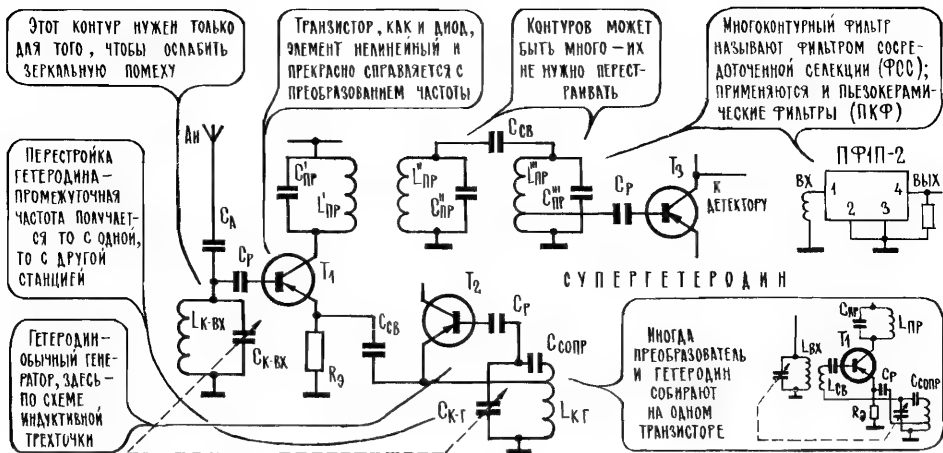 ЭТОТ КОНТУР НУЖЕН ТОЛЬКО
ДЛЯ ТОГО, ЧТОБЫ ОСЛАБИТЬ
ЗЕРКАЛЬНУЮ ПОМЕХУ
ТРАНЗИСТОР, КАК И ДИОД,
ЭЛЕМЕНТ НЕЛИНЕЙНЫЙ И
ПРЕКРАСНО СПРАВЛЯЕТСЯ С
ПРЕОБРАЗОВАНИЕМ ЧАСТОТЫ
КОНТУРОВ МОЖЕТ
БЫТЬ МНОГО — ИХ
НЕ НУЖНО ПЕРЕСТ-
РАИВАТЬ
МНОГОКОНТУРНЫЙ ФИЛЬТР
НАЗЫВАЮТ ФИЛЬТРОМ СОСРЕ-
ДОТОЧЕННОЙ СЕЛЕКЦИИ (ФСС);
ПРИМЕНЯЮТСЯ И ПЬЕЗОКЕРАМИ-
ЧЕСКИЕ ФИЛЬТРЫ (ПКФ)
ПЕРЕСТРОЙКА
ГЕТЕРОДИНА-
ПРОМЕЖУТОЧНАЯ
ЧАСТОТА ПОЛУЧАЕТ-
СЯ ТО С ОДНОЙ,
ТО С ДРУГОЙ
СТАНЦИЕЙ
Ан
CА
CР
C'ПР
L'ПР
T1
LК-ВХ
CК-ВХ
RЭ
CСВ
L"ПР
C"ПР
CСВ
L'''ПР
C'''ПР
CР
T3
К
ДЕТЕКТОРУ
ПФ1П-2
ВХ
1
4
ВЫХ
2
3
СУПЕРГЕТЕРОДИН
T2
CР
CСОПР
CК-Г
LКГ
ГЕТЕРОДИН-
ОБЫЧНЫЙ ГЕНЕ-
РАТОР, ЗДЕСЬ-
ПО СХЕМЕ
ИНДУКТИВНОЙ
ТРЕХТОЧКИ
ИНОГДА
ПРЕОБРАЗОВАТЕЛЬ
И ГЕТЕРОДИН
СОБИРАЮТ
НА ОДНОМ
ТРАНЗИСТОРЕ
CПР
LПР
T1
LВХ
LСВ
CР
CСОПР
RЭ